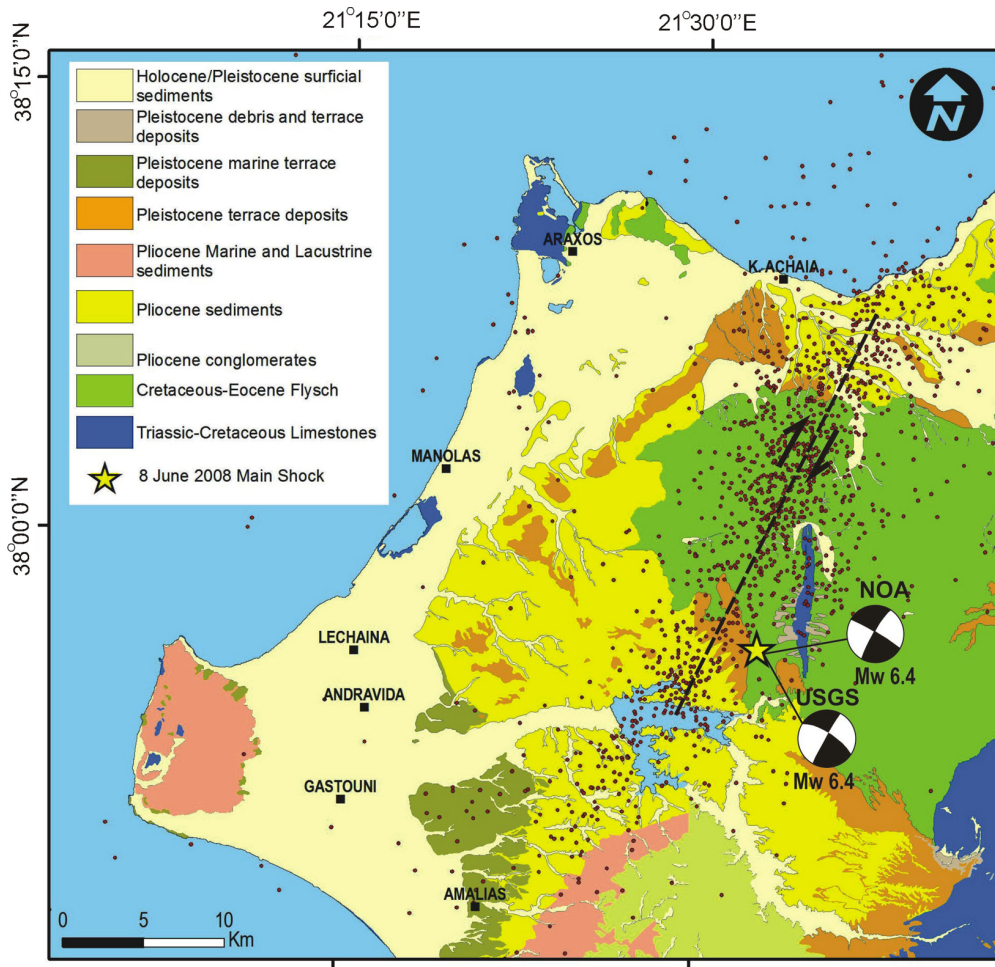 21°15'0''E
21°30'0''E
38°15'0''N
38°00'0''N
Holocene/Pleistocene surficial
sediments
Pleistocene debris and terrace
deposits
Pleistocene marine terrace
deposits
Pleistocene terrace deposits
Pliocene Marine and Lacustrine
sediments
Pliocene sediments
Pliocene conglomerates
Cretaceous-Eocene Flysch
Triassic-Cretaceous Limestones
8 June 2008 Main Shock
N
ARAXOS
K. ACHAIA
MANOLAS
NOA
Mw 6.4
LECHAINA
ANDRAVIDA
USGS
Mw 6.4
GASTOUNI
AMALIAS
0 5 10
Km